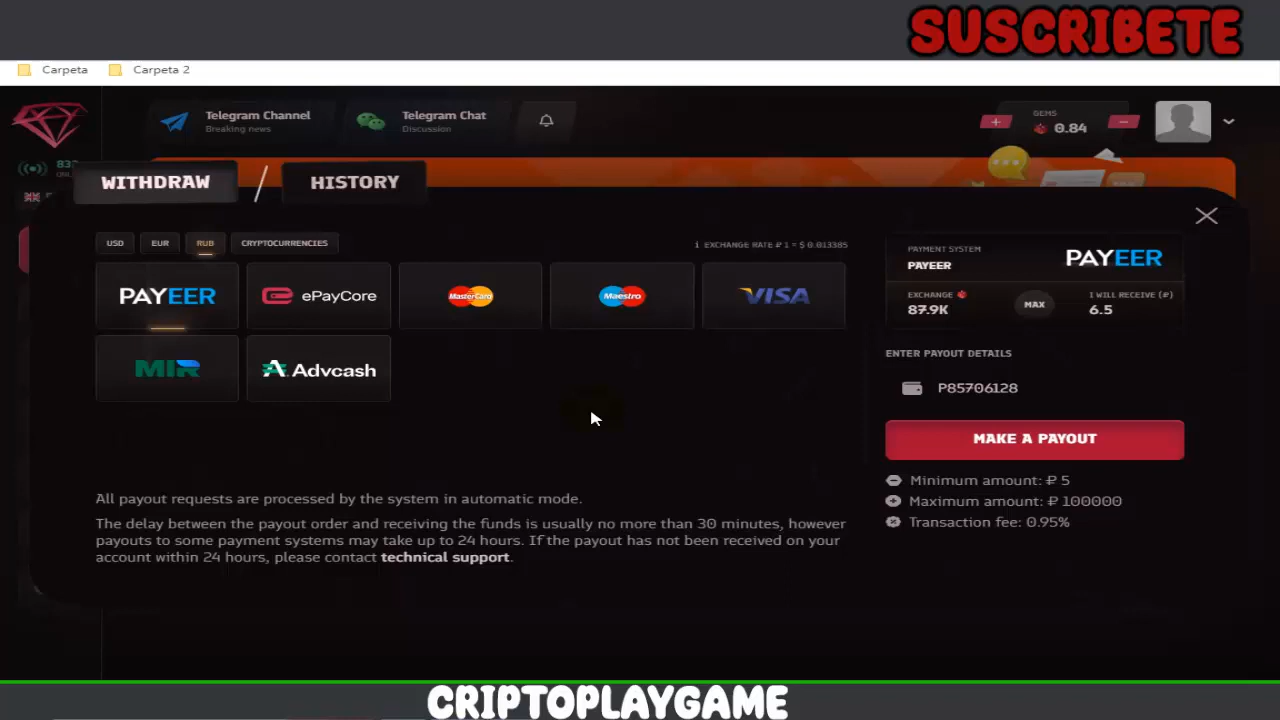 SUSCRIBETE
Carpeta Carpeta 2
Telegram Channel
Breaking news
Telegram Chat
Discussion
GEMS
0.84
WITHDRAW / HISTORY
USD EUR RUB CRYPTOCURRENCIES
EXCHANGE RATE ₽ 1 = $ 0.013385
PAYEER
ePayCore
MasterCard
Maestro
VISA
MIR
Advcash
All payout requests are processed by the system in automatic mode.
The delay between the payout order and receiving the funds is usually no more than 30 minutes, however
payouts to some payment systems may take up to 24 hours. If the payout has not been received on your
account within 24 hours, please contact technical support.
PAYMENT SYSTEM
PAYEER
PAYEER
EXCHANGE
87.9K
MAX
I WILL RECEIVE (₽)
6.5
ENTER PAYOUT DETAILS
P85706128
MAKE A PAYOUT
Minimum amount: ₽ 5
Maximum amount: ₽ 100000
Transaction fee: 0.95%
CRIPTOPLAYGAME